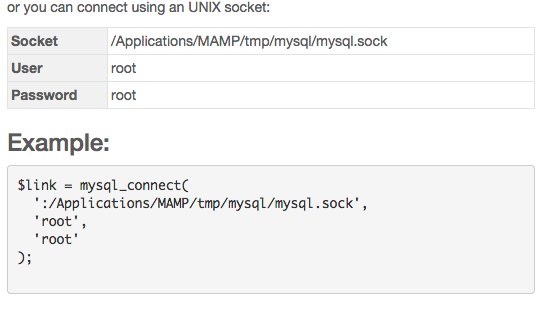 or you can connect using an UNIX socket:
Socket /Applications/MAMP/tmp/mysql/mysql.sock
User root
Password root
Example:
$link = mysql_connect(
  ':/Applications/MAMP/tmp/mysql/mysql.sock',
  'root',
  'root'
);